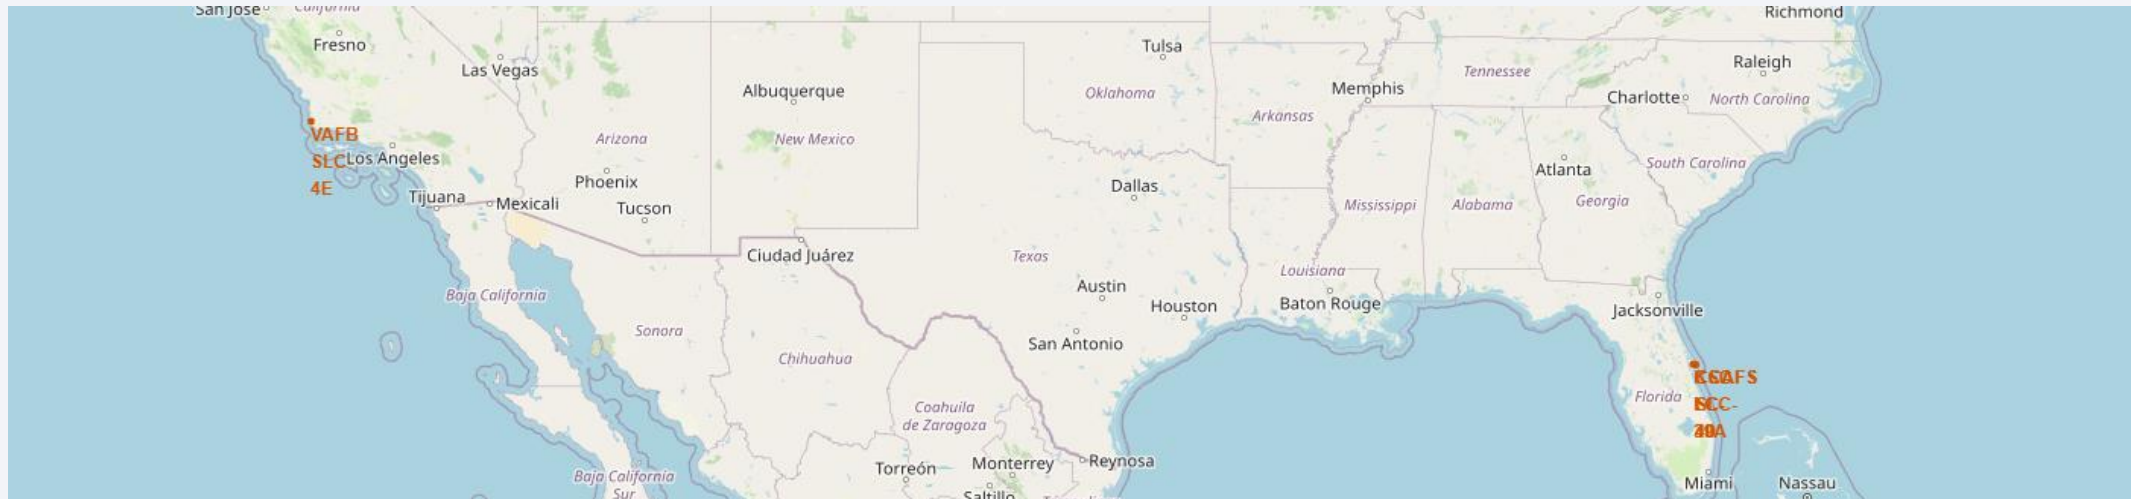 San Jose
California
Richmond
Fresno
Tulsa
Las Vegas
Raleigh
Tennessee
Albuquerque
Memphis
Oklahoma
Charlotte
North Carolina
Arkansas
VAFB
SLC-
4E
Los Angeles
Arizona
New Mexico
Atlanta
South Carolina
Phoenix
Dallas
Tijuana
Mexicali
Tucson
Mississippi
Alabama
Georgia
Ciudad Juárez
Texas
Louisiana
Austin
Baja California
Houston
Baton Rouge
Jacksonville
Sonora
San Antonio
Chihuahua
Florida
Coahuila
de Zaragoza
Torreón
Monterrey
Reynosa
Baja California
Sur
Saltillo
Miami
Nassau